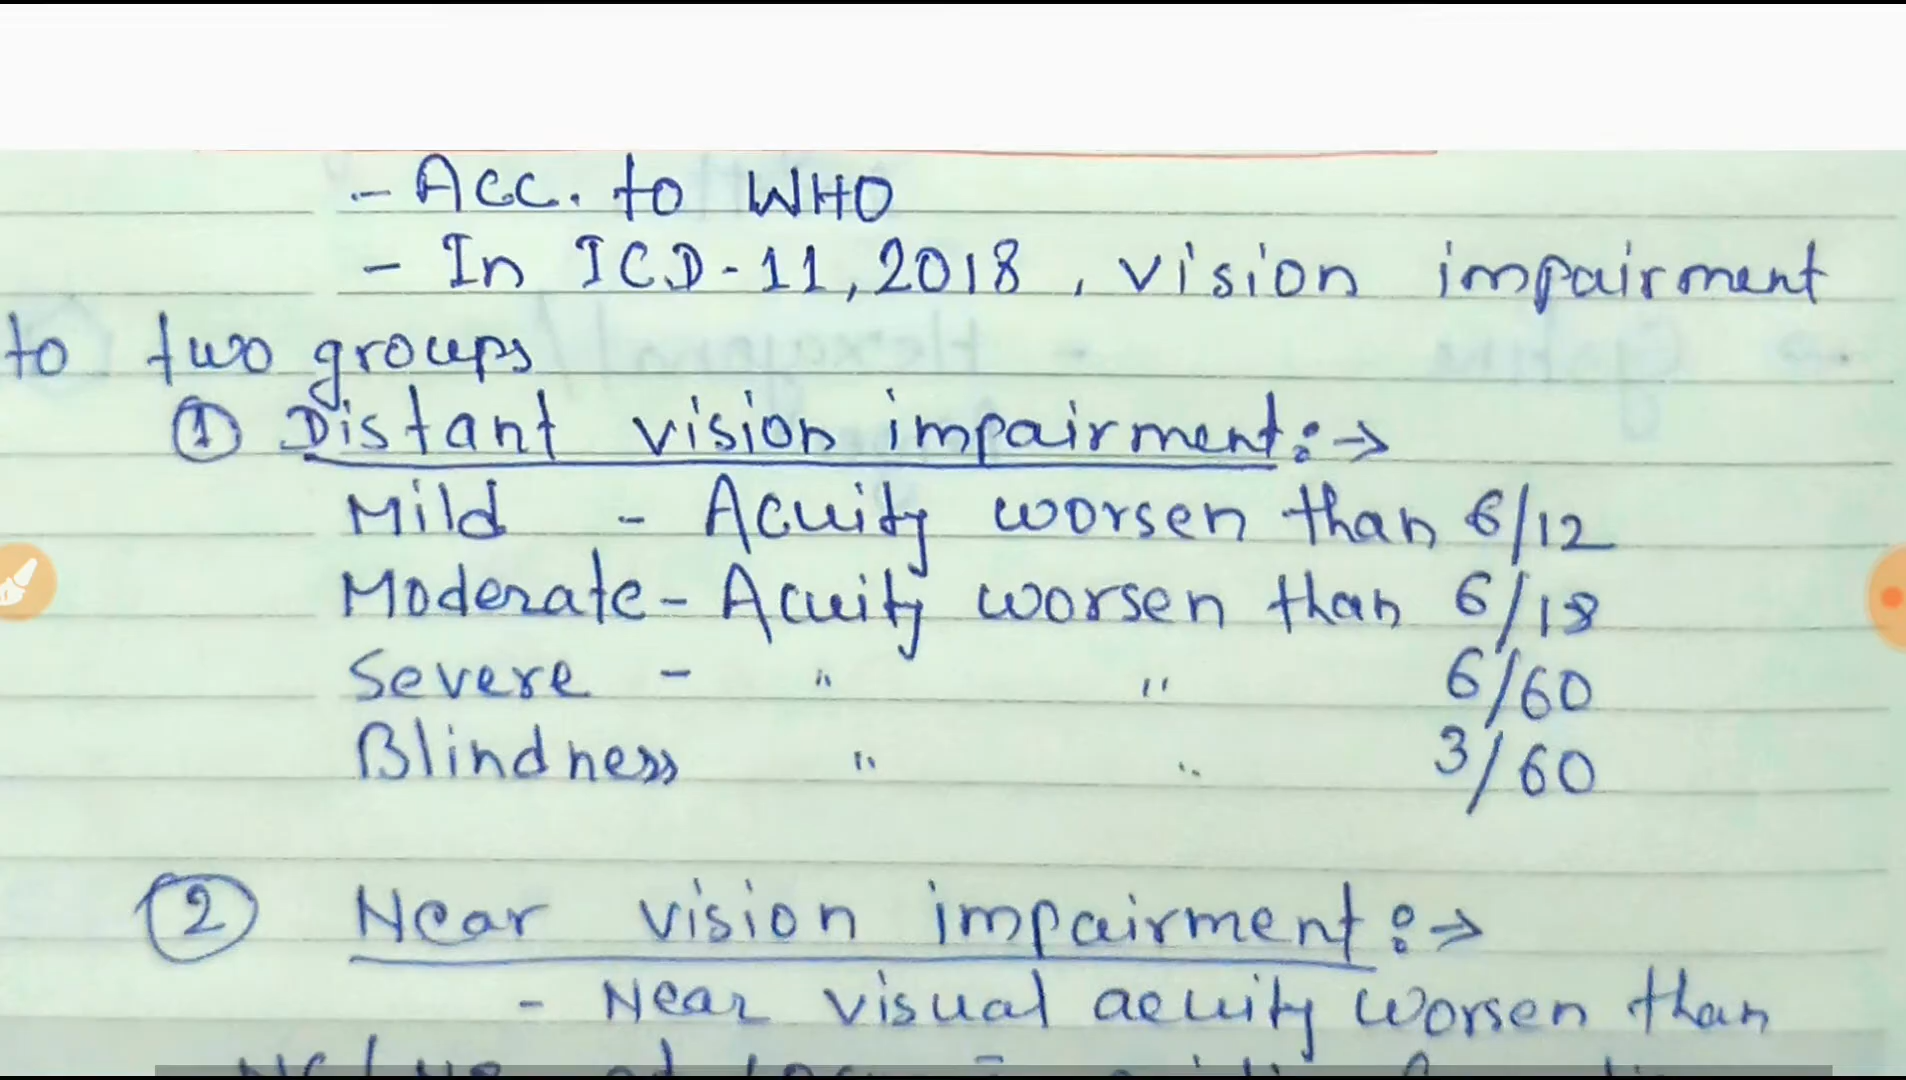 - Acc. to WHO
- In ICD-11, 2018, vision impairment
to two groups
① Distant vision impairment:→
Mild - Acuity worsen than 6/12
Moderate - Acuity worsen than 6/18
Severe - " " 6/60
Blindness " " 3/60
② Near vision impairment:→
- Near visual acuity worsen than